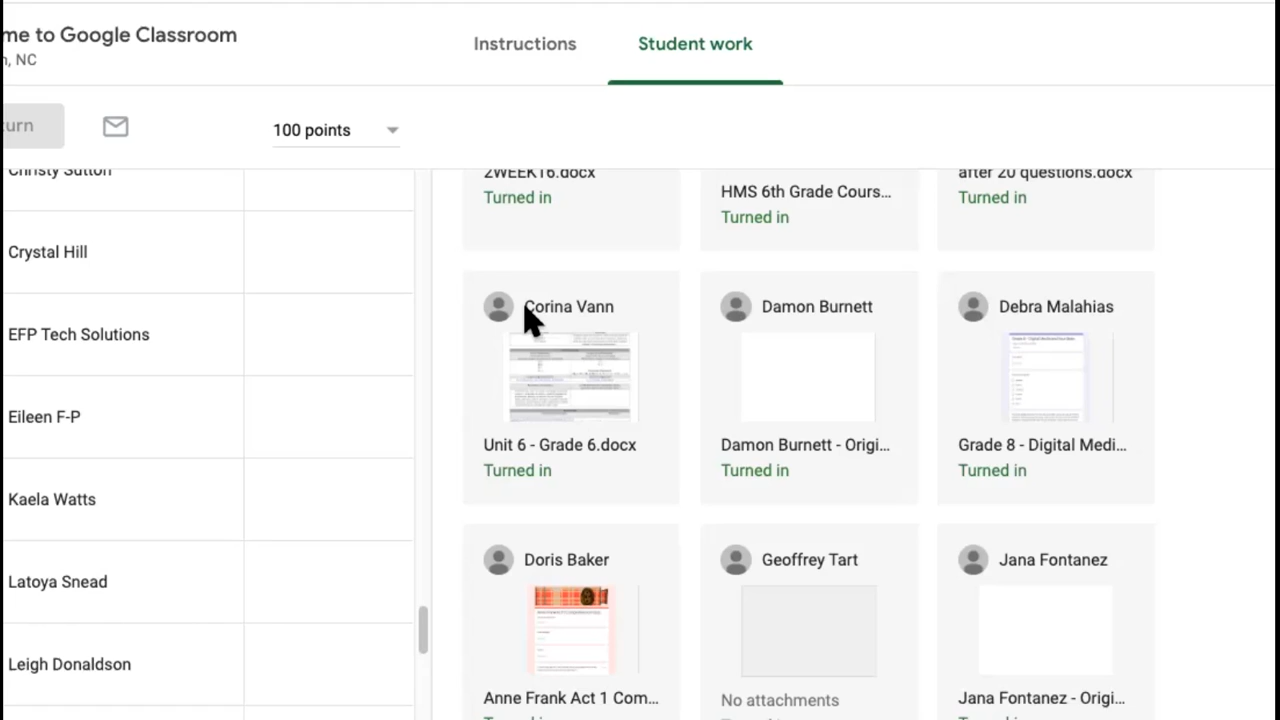 me to Google Classroom
Instructions
Student work
n, NC
turn
100 points
Christy Sutton
Crystal Hill
EFP Tech Solutions
Eileen F-P
Kaela Watts
Latoya Snead
Leigh Donaldson
2WEEK16.docx
Turned in
HMS 6th Grade Cours...
Turned in
after 20 questions.docx
Turned in
Corina Vann
Unit 6 - Grade 6.docx
Turned in
Damon Burnett
Damon Burnett - Origi...
Turned in
Debra Malahias
Grade 8 - Digital Medi...
Turned in
Doris Baker
Anne Frank Act 1 Com...
Turned in
Geoffrey Tart
No attachments
Jana Fontanez
Jana Fontanez - Origi...